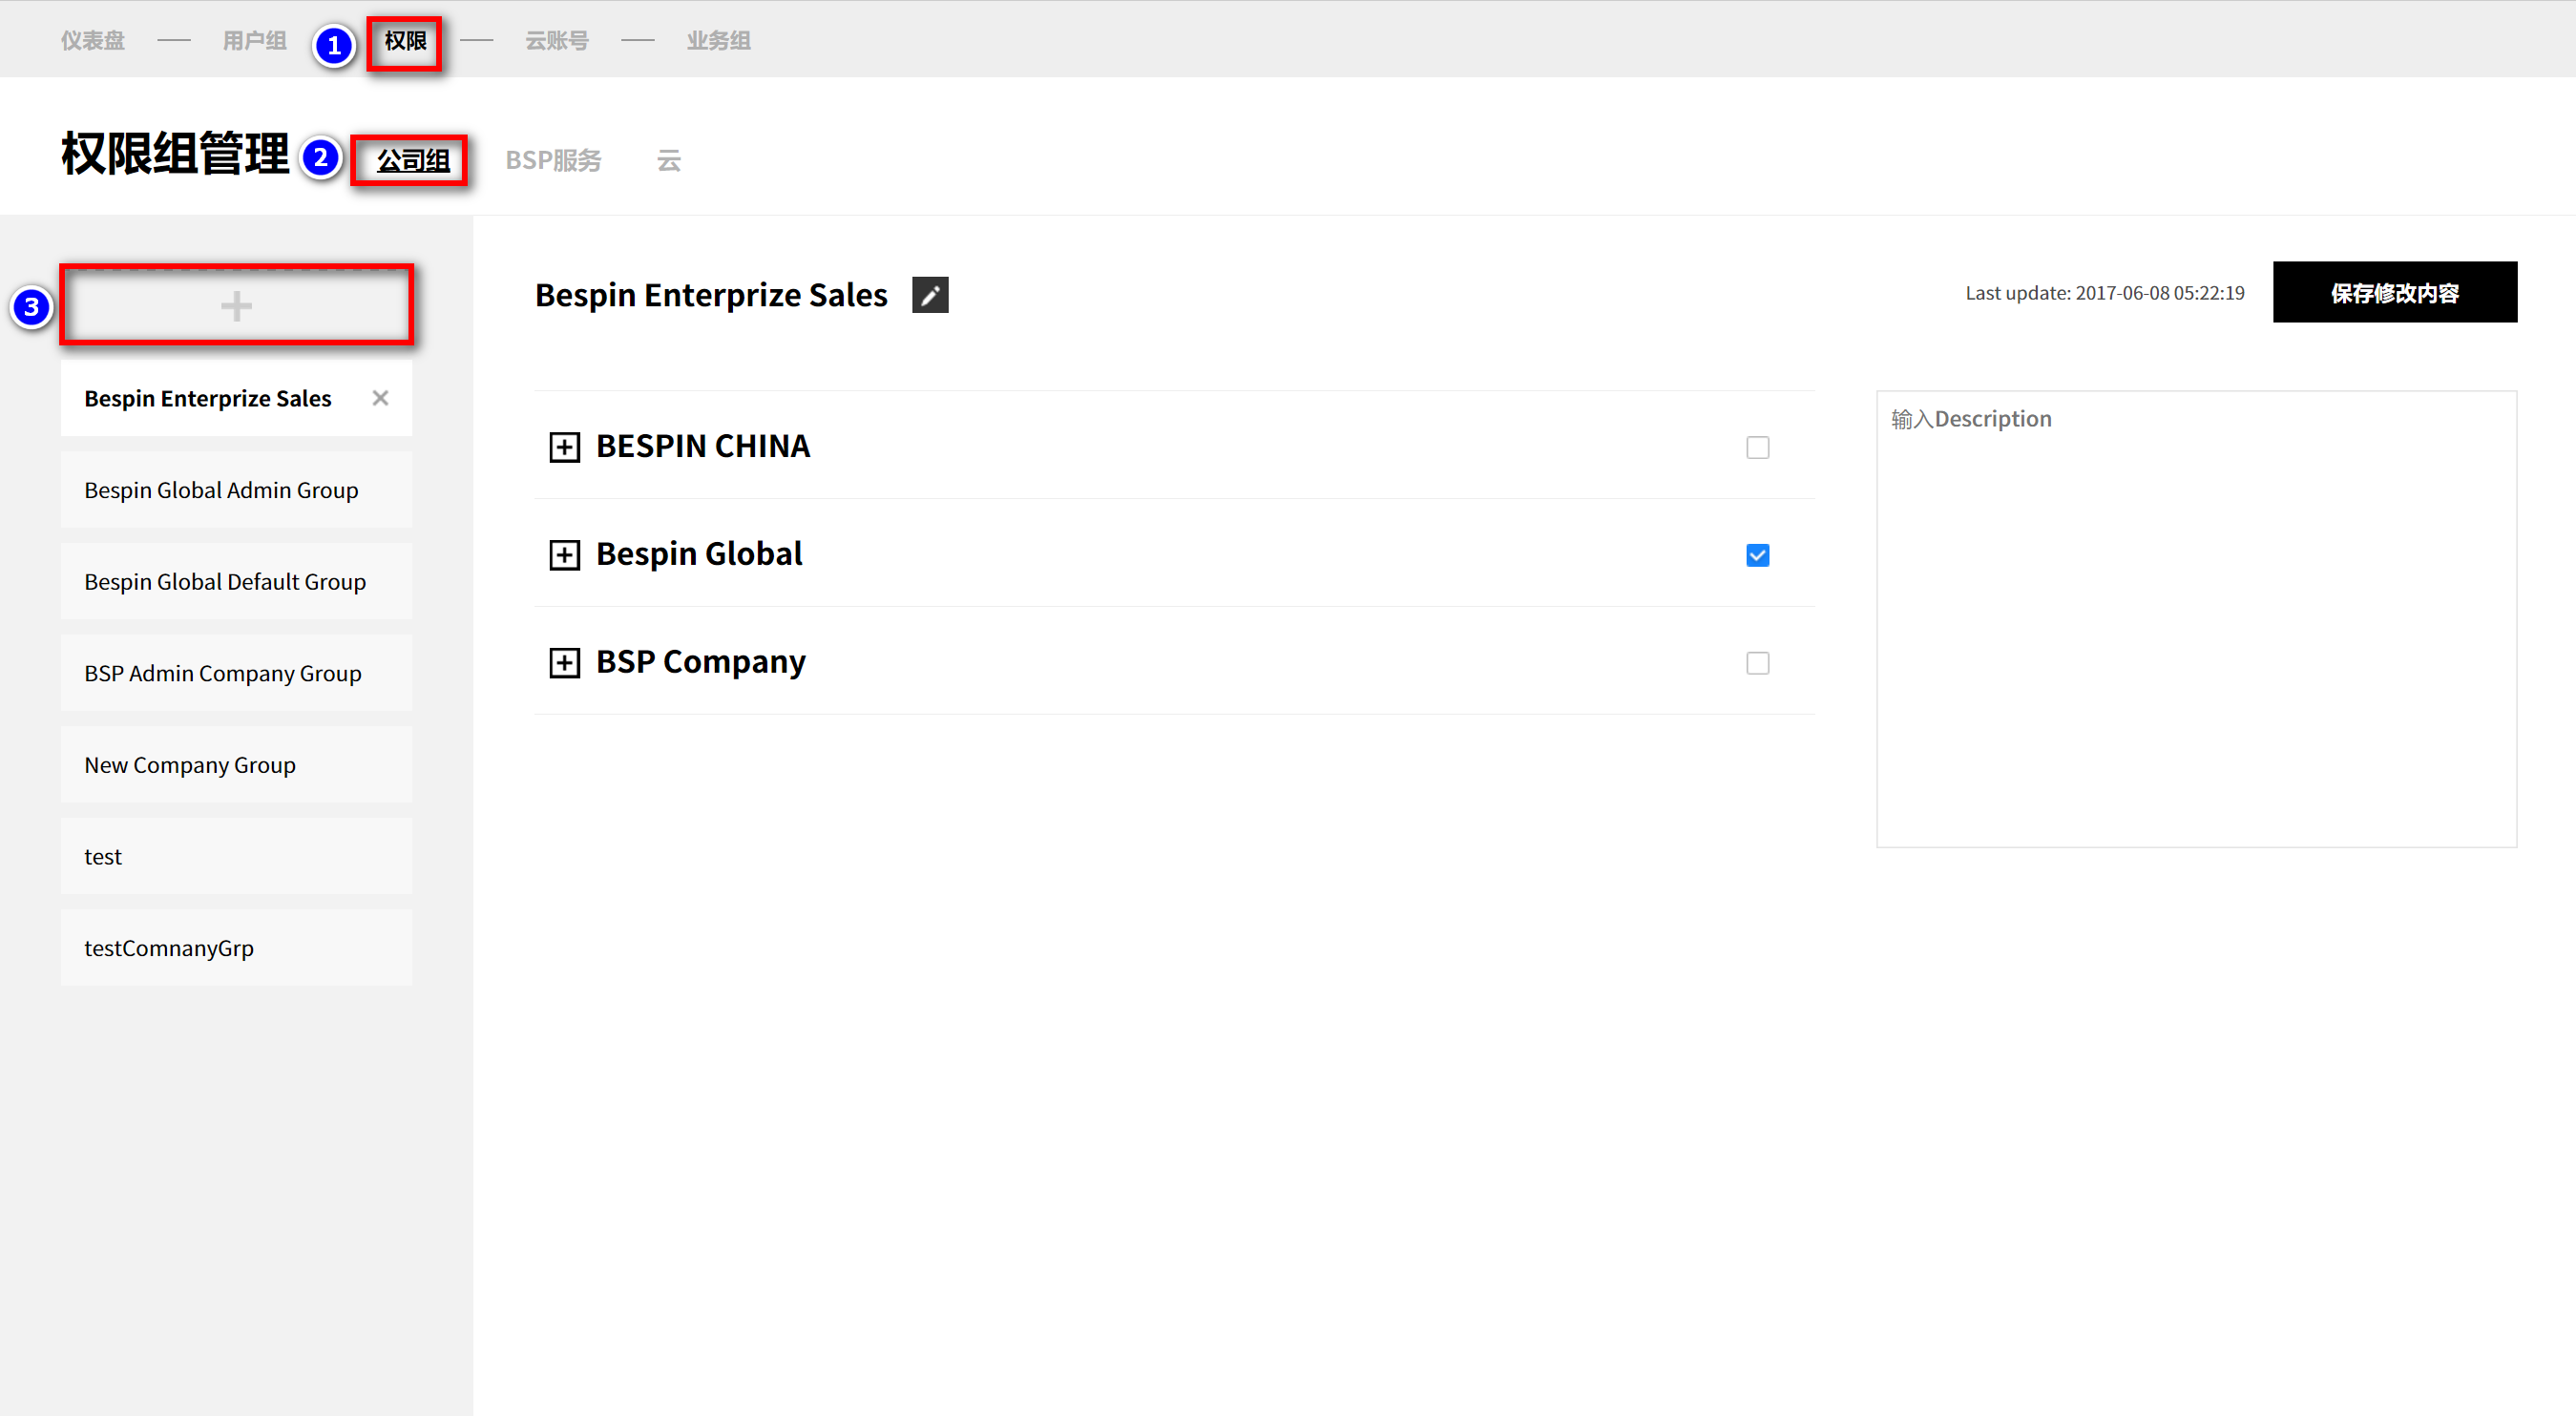 仪表盘 用户组 1 权限 云账号 业务组
权限组管理 2 公司组 BSP服务 云
3
Bespin Enterprize Sales
Bespin Global Admin Group
Bespin Global Default Group
BSP Admin Company Group
New Company Group
test
testComnanyGrp
Bespin Enterprize Sales
Last update: 2017-06-08 05:22:19
保存修改内容
BESPIN CHINA
Bespin Global
BSP Company
输入Description